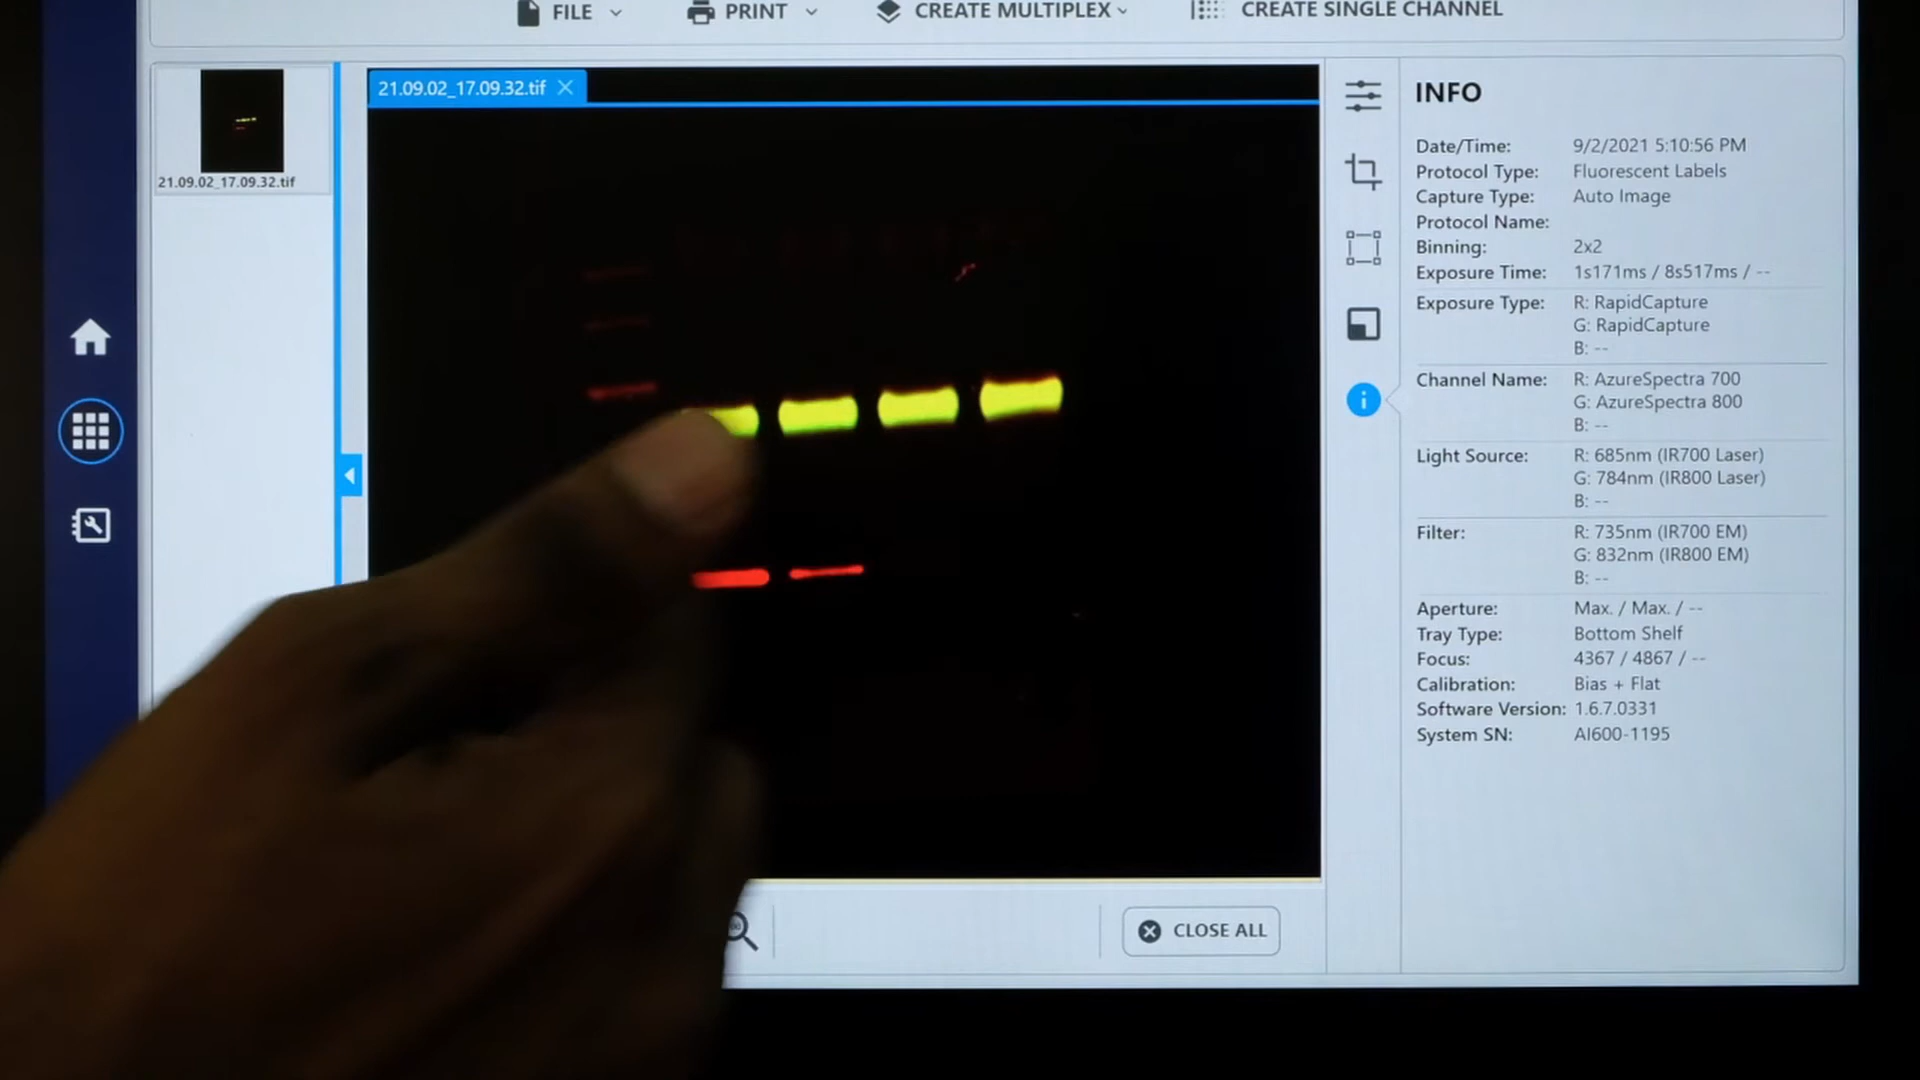 FILE
PRINT
CREATE MULTIPLEX
CREATE SINGLE CHANNEL
21.09.02_17.09.32.tif
21.09.02_17.09.32.tif
INFO
Date/Time: 9/2/2021 5:10:56 PM
Protocol Type: Fluorescent Labels
Capture Type: Auto Image
Protocol Name:
Binning: 2x2
Exposure Time: 1s171ms / 8s517ms / --
Exposure Type: R: RapidCapture
G: RapidCapture
B: --
Channel Name: R: AzureSpectra 700
G: AzureSpectra 800
B: --
Light Source: R: 685nm (IR700 Laser)
G: 784nm (IR800 Laser)
B: --
Filter: R: 735nm (IR700 EM)
G: 832nm (IR800 EM)
B: --
Aperture: Max. / Max. / --
Tray Type: Bottom Shelf
Focus: 4367 / 4867 / --
Calibration: Bias + Flat
Software Version: 1.6.7.0331
System SN: AI600-1195
CLOSE ALL